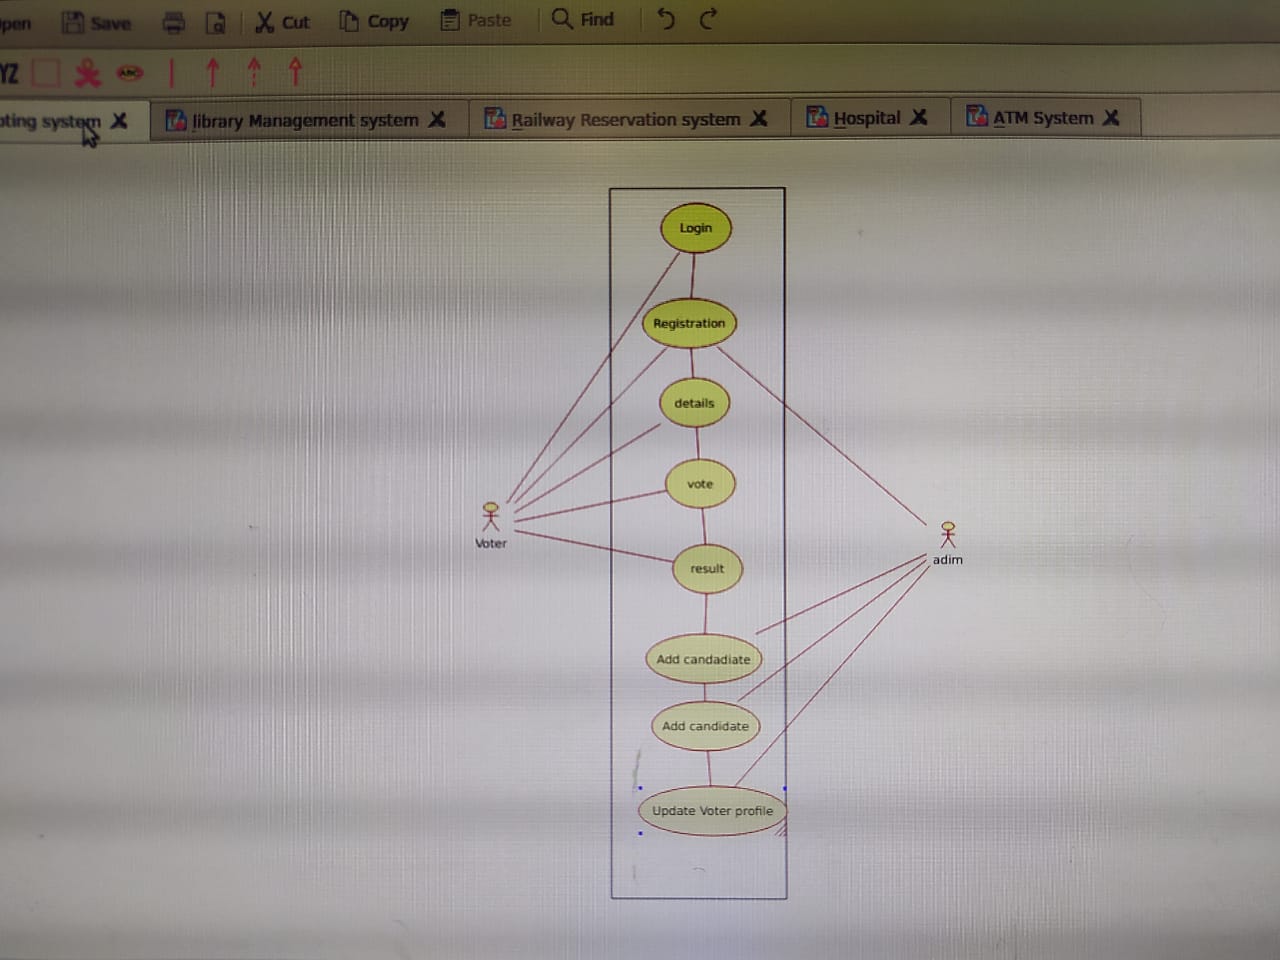 pen Save Cut Copy Paste Find
YZ ABC
oting system library Management system Railway Reservation system Hospital ATM System
Login
Registration
details
vote
Voter
result
adim
Add candadiate
Add candidate
Update Voter profile